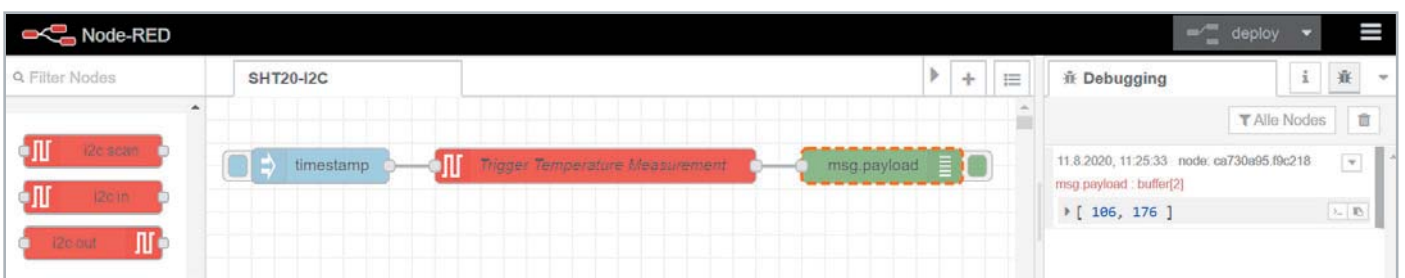 Node-RED
deploy
Filter Nodes
SHT20-I2C
Debugging
i
Alle Nodes
i2c scan
i2c in
i2c out
timestamp
Trigger Temperature Measurement
msg.payload
11.8.2020, 11:25:33 node: ca730a95.f9c218
msg.payload : buffer[2]
[ 106, 176 ]